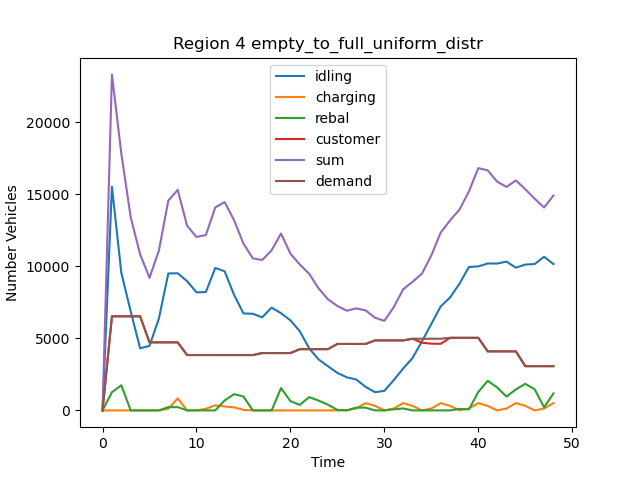 Region 4 empty_to_full_uniform_distr
idling
charging
rebal
customer
sum
demand
Number Vehicles
20000
15000
10000
5000
0
0
10
20
30
40
50
Time